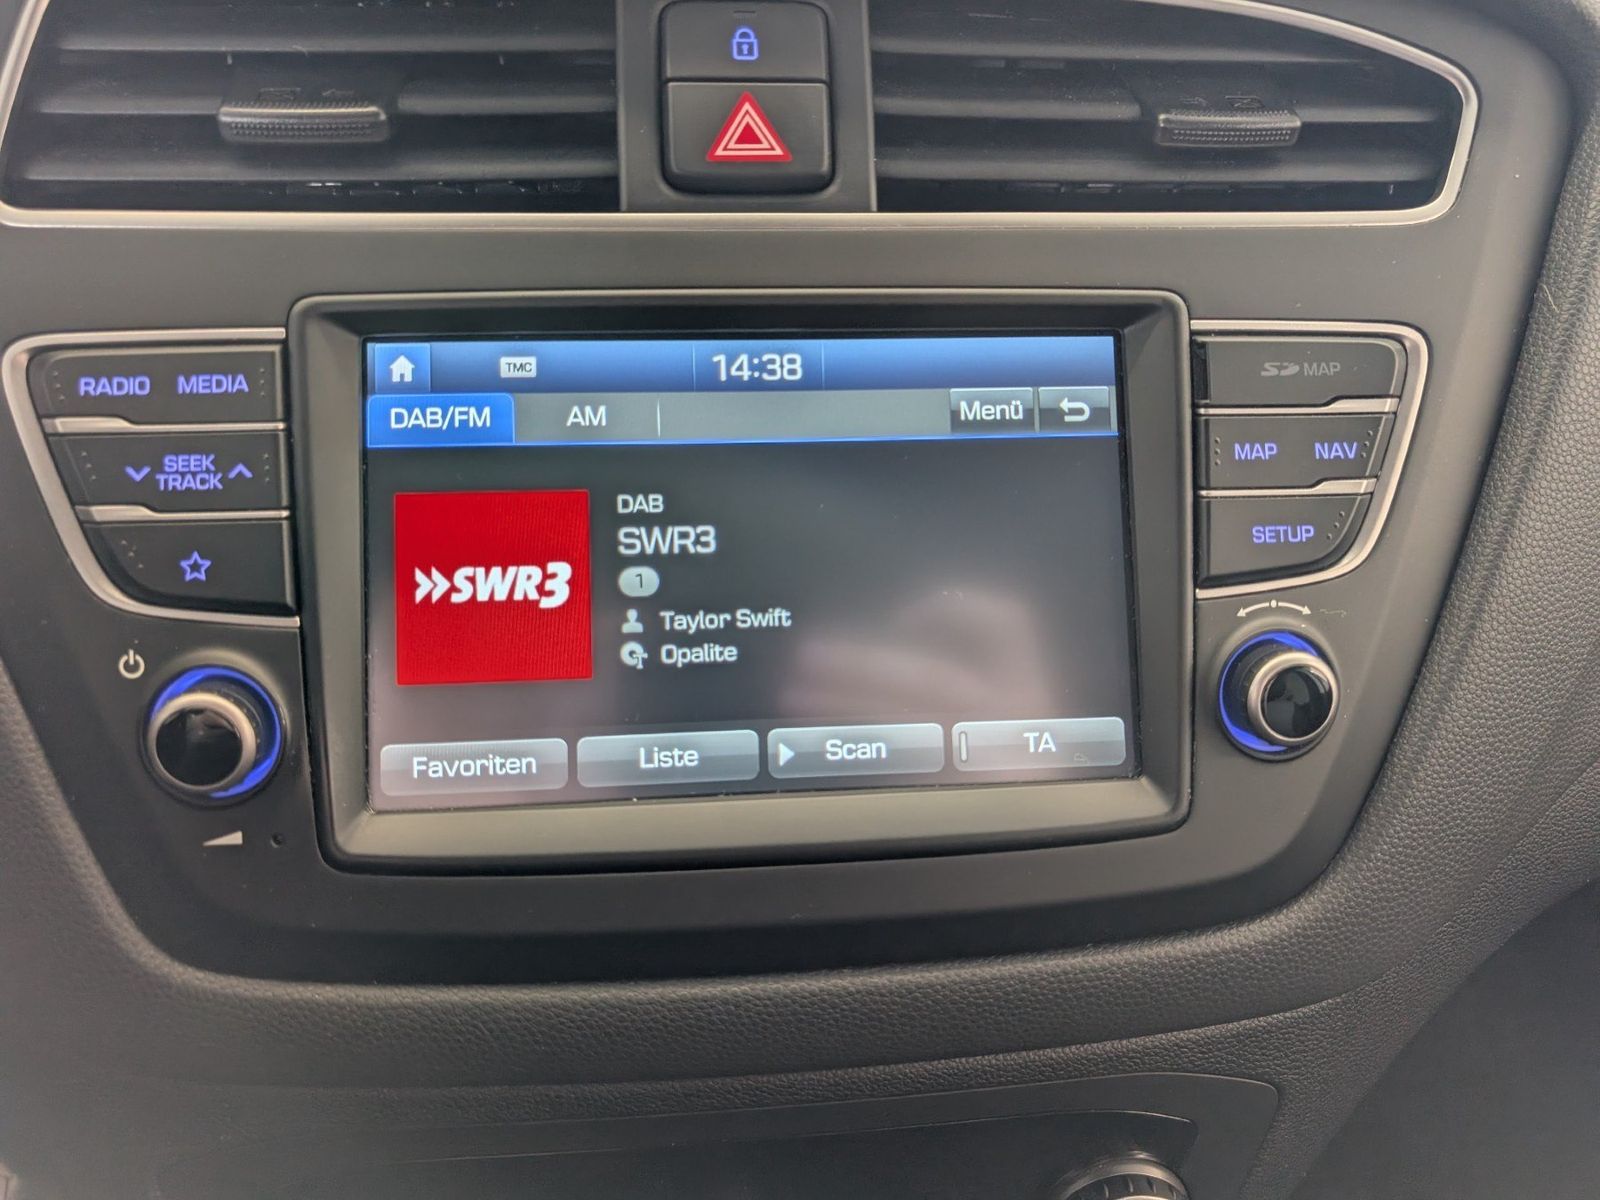 RADIO MEDIA
SEEK
TRACK
TMC
14:38
DAB/FM AM Menü
SWR3
DAB
SWR3
1
Taylor Swift
Opalite
Favoriten Liste Scan TA
SD MAP
MAP NAV
SETUP